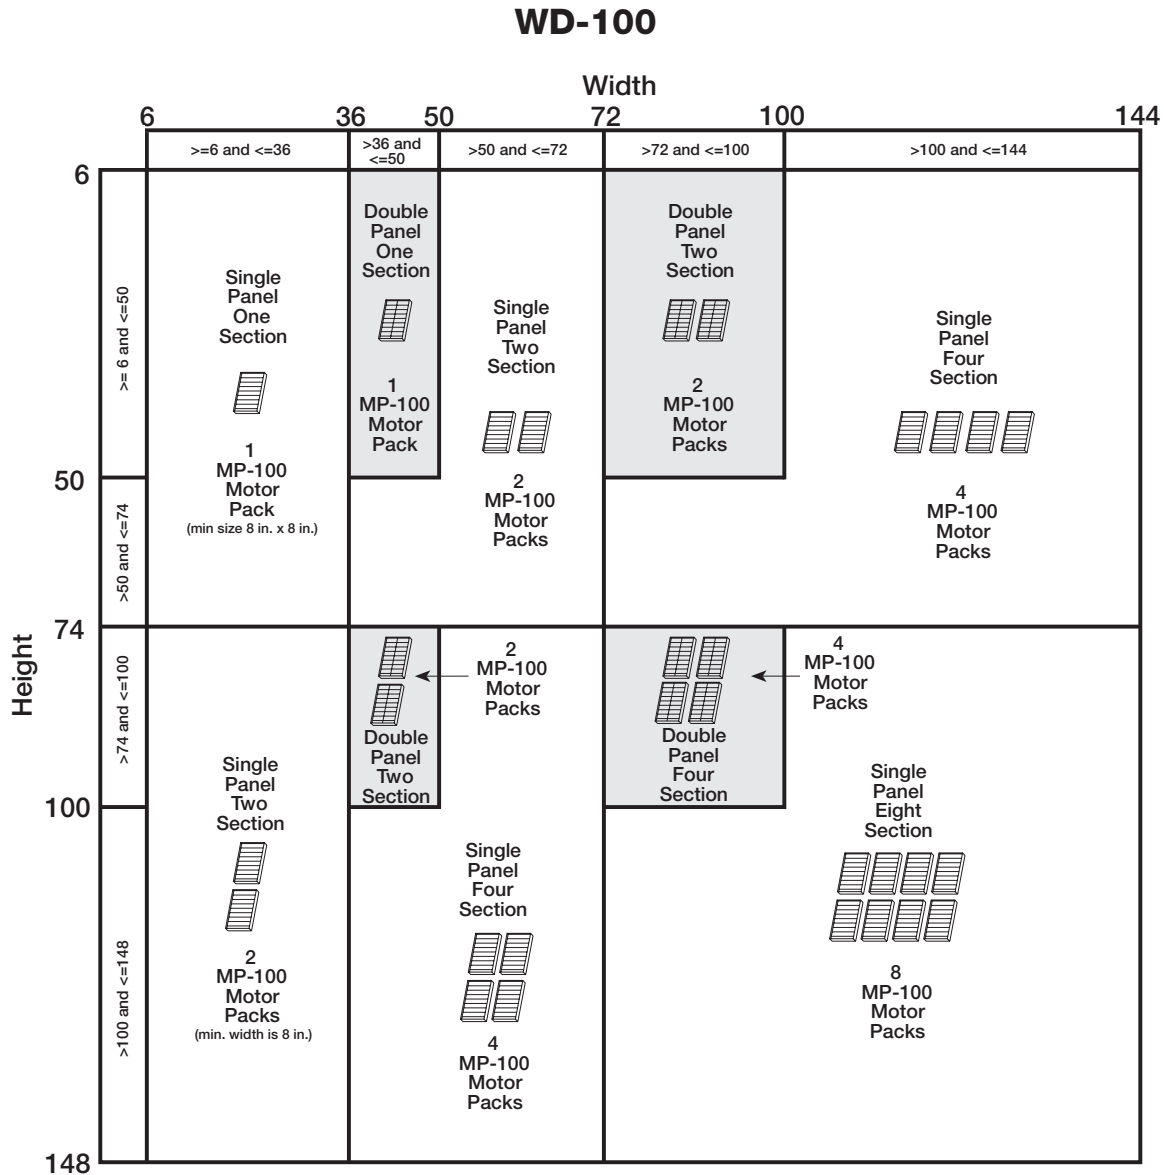 WD-100
Width
6 36 50 72 100 144
>=6 and <=36
>36 and
<=50
>50 and <=72
>72 and <=100
>100 and <=144
Height
6
50
74
100
148
>= 6 and <=50
>50 and <=74
>74 and <=100
>100 and <=148
Single
Panel
One
Section
1
MP-100
Motor
Pack
(min size 8 in. x 8 in.)
Double
Panel
One
Section
1
MP-100
Motor
Pack
Single
Panel
Two
Section
2
MP-100
Motor
Packs
Double
Panel
Two
Section
2
MP-100
Motor
Packs
Single
Panel
Four
Section
4
MP-100
Motor
Packs
Single
Panel
Two
Section
2
MP-100
Motor
Packs
(min. width is 8 in.)
Double
Panel
Two
Section
2
MP-100
Motor
Packs
Single
Panel
Four
Section
4
MP-100
Motor
Packs
Double
Panel
Four
Section
4
MP-100
Motor
Packs
Single
Panel
Eight
Section
8
MP-100
Motor
Packs